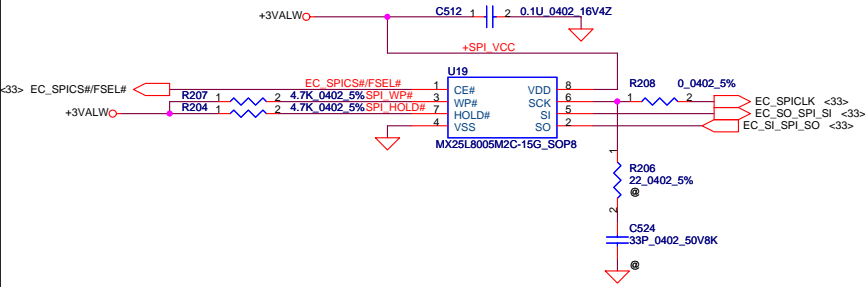 +3VALW C512 1 2 0.1U_0402_16V4Z
+SPI_VCC
<33> EC_SPICS#/FSEL# EC_SPICS#/FSEL# U19 R208 0_0402_5%
1 CE# VDD 8
R207 1 2 4.7K_0402_5% SPI_WP# 3 WP# SCK 6 1 2 EC_SPICLK <33>
+3VALW R204 1 2 4.7K_0402_5% SPI_HOLD# 7 HOLD# SI 5 EC_SO_SPI_SI <33>
4 VSS SO 2 EC_SI_SPI_SO <33>
MX25L8005M2C-15G_SOP8
1
R206
22_0402_5%
@
2
C524
33P_0402_50V8K
@